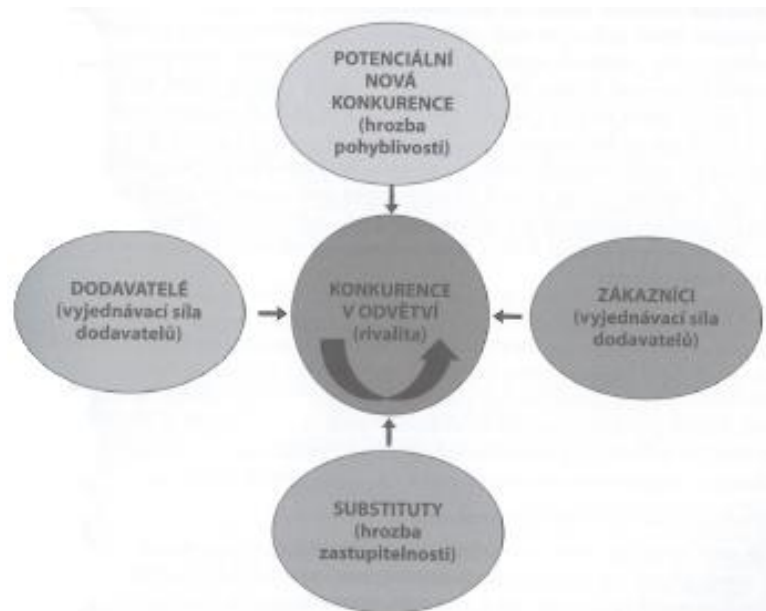 POTENCIÁLNÍ
NOVÁ
KONKURENCE
(hrozba
pohyblivosti)
DODAVATELÉ
(vyjednávací síla
dodavatelů)
KONKURENCE
V ODVĚTVÍ
(rivalita)
ZÁKAZNÍCI
(vyjednávací síla
dodavatelů)
SUBSTITUTY
(hrozba
zastupitelnosti)